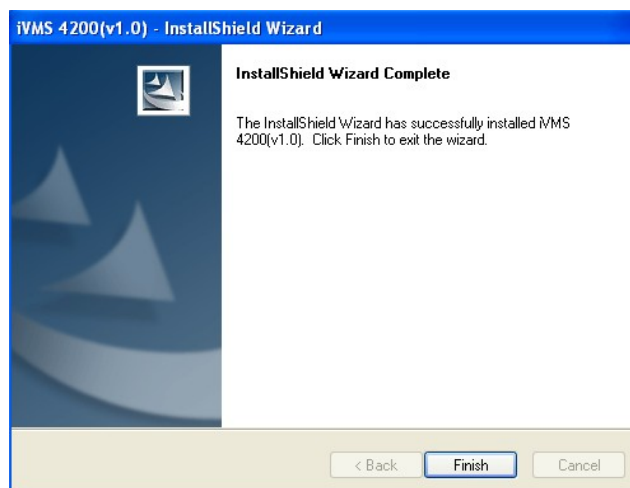 iVMS 4200(v1.0) - InstallShield Wizard
InstallShield Wizard Complete
The InstallShield Wizard has successfully installed iVMS
4200(v1.0). Click Finish to exit the wizard.
< Back
Finish
Cancel